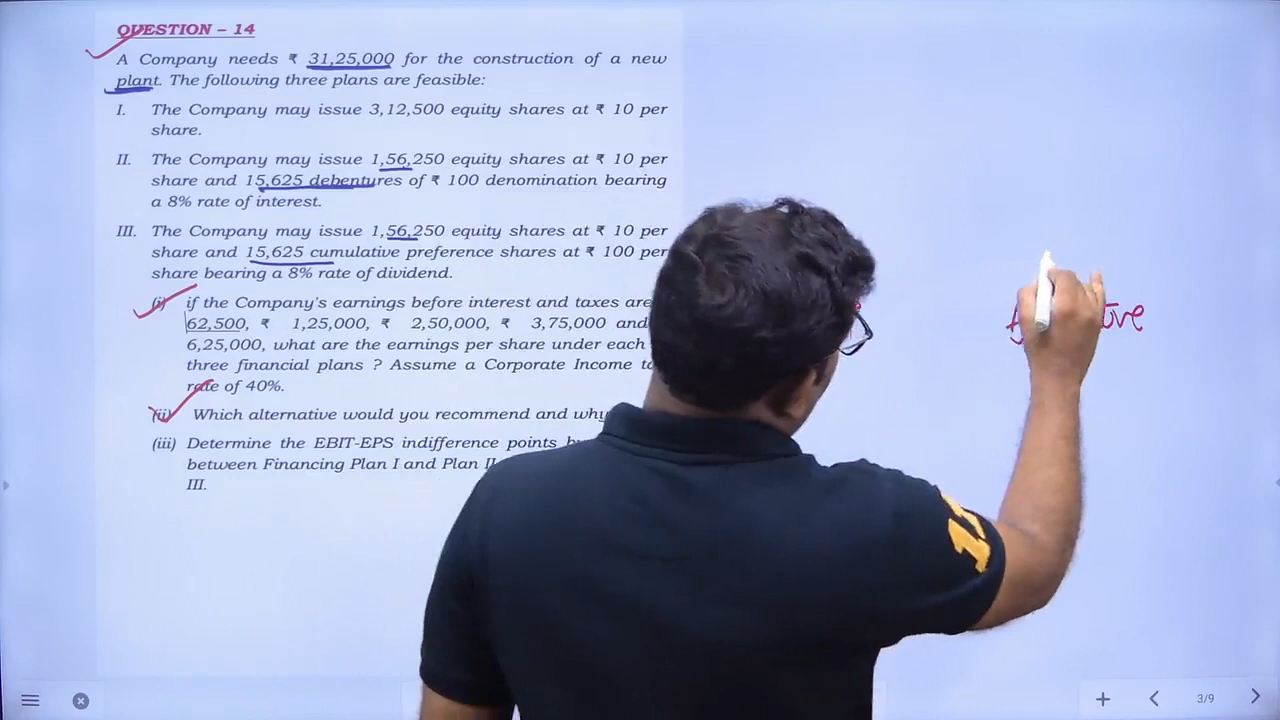 QUESTION – 14
A Company needs ₹ 31,25,000 for the construction of a new
plant. The following three plans are feasible:
I. The Company may issue 3,12,500 equity shares at ₹ 10 per
share.
II. The Company may issue 1,56,250 equity shares at ₹ 10 per
share and 15,625 debentures of ₹ 100 denomination bearing
a 8% rate of interest.
III. The Company may issue 1,56,250 equity shares at ₹ 10 per
share and 15,625 cumulative preference shares at ₹ 100 per
share bearing a 8% rate of dividend.
(i) if the Company's earnings before interest and taxes are
62,500, ₹ 1,25,000, ₹ 2,50,000, ₹ 3,75,000 and
6,25,000, what are the earnings per share under each
three financial plans ? Assume a Corporate Income
rate of 40%.
(ii) Which alternative would you recommend and why
(iii) Determine the EBIT-EPS indifference points
between Financing Plan I and Plan
III.
3/9
17